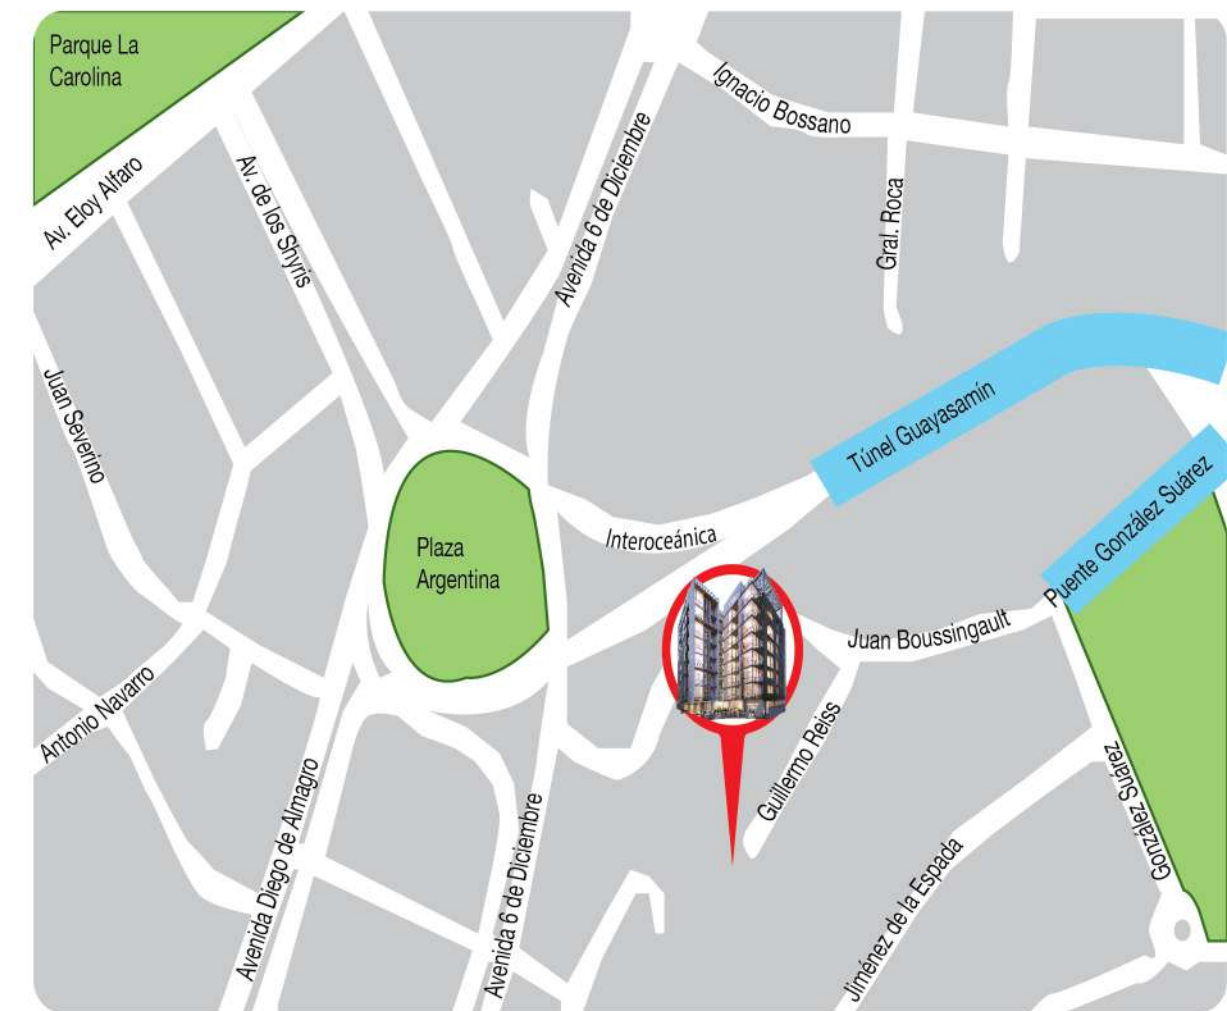 Parque La
Carolina
Av. Eloy Alfaro
Av. de los Shyris
Avenida 6 de Diciembre
Ignacio Bossano
Gral. Roca
Juan Severino
Túnel Guayasamín
Puente González Suárez
Interoceánica
Plaza
Argentina
Juan Boussingault
Antonio Navarro
Guillermo Reiss
González Suárez
Avenida Diego de Almagro
Avenida 6 de Diciembre
Jiménez de la Espada